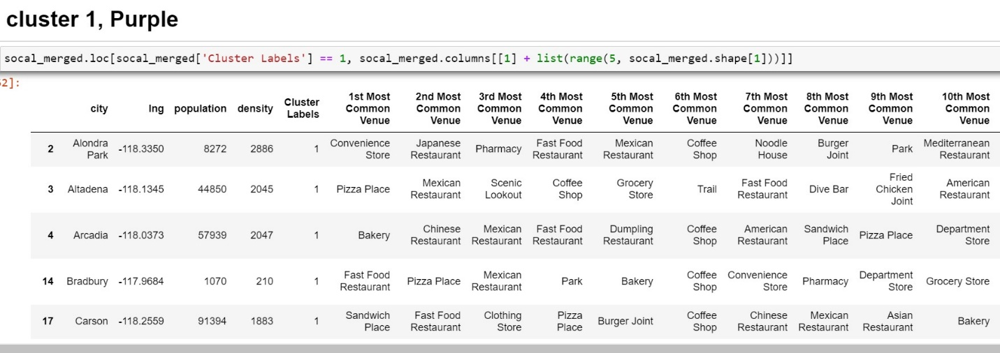 cluster 1, Purple
socal_merged.loc[socal_merged['Cluster Labels'] == 1, socal_merged.columns[[1] + list(range(5, socal_merged.shape[1]))]]
2]:
city lng population density Cluster Labels 1st Most Common Venue 2nd Most Common Venue 3rd Most Common Venue 4th Most Common Venue 5th Most Common Venue 6th Most Common Venue 7th Most Common Venue 8th Most Common Venue 9th Most Common Venue 10th Most Common Venue
2 Alondra Park -118.3350 8272 2886 1 Convenience Store Japanese Restaurant Pharmacy Fast Food Restaurant Mexican Restaurant Coffee Shop Noodle House Burger Joint Park Mediterranean Restaurant
3 Altadena -118.1345 44850 2045 1 Pizza Place Mexican Restaurant Scenic Lookout Coffee Shop Grocery Store Trail Fast Food Restaurant Dive Bar Fried Chicken Joint American Restaurant
4 Arcadia -118.0373 57939 2047 1 Bakery Chinese Restaurant Mexican Restaurant Fast Food Restaurant Dumpling Restaurant Coffee Shop American Restaurant Sandwich Place Pizza Place Department Store
14 Bradbury -117.9684 1070 210 1 Fast Food Restaurant Pizza Place Mexican Restaurant Park Bakery Coffee Shop Convenience Store Pharmacy Department Store Grocery Store
17 Carson -118.2559 91394 1883 1 Sandwich Place Fast Food Restaurant Clothing Store Pizza Place Burger Joint Coffee Shop Chinese Restaurant Mexican Restaurant Asian Restaurant Bakery